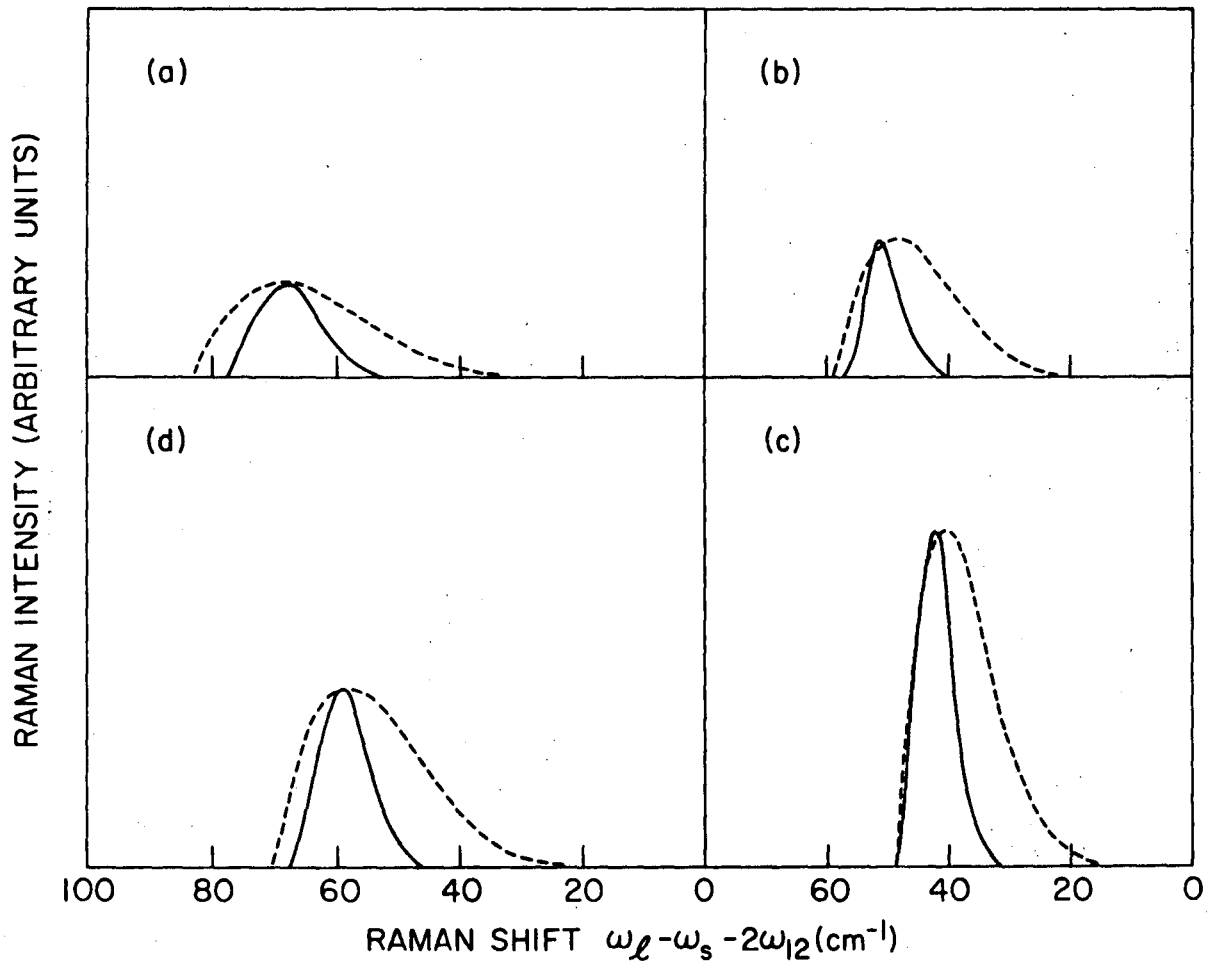 (a)
(b)
(d)
(c)
RAMAN INTENSITY (ARBITRARY UNITS)
100 80 60 40 20 0 60 40 20 0
RAMAN SHIFT ωℓ-ωs-2ω12(cm⁻¹)